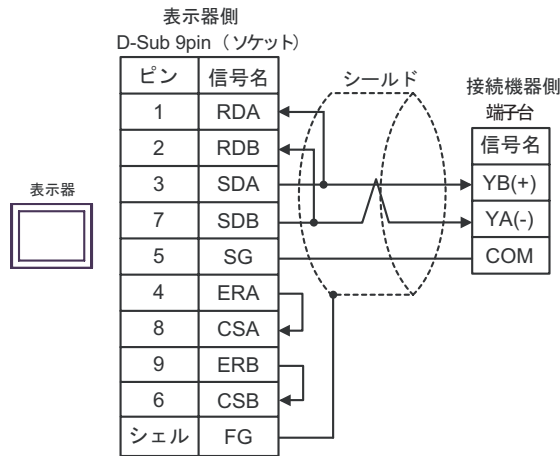 表示器側
D-Sub 9pin（ソケット）
ピン 信号名
1 RDA
2 RDB
3 SDA
7 SDB
5 SG
4 ERA
8 CSA
9 ERB
6 CSB
シェル FG
表示器
シールド
接続機器側
端子台
信号名
YB(+)
YA(-)
COM